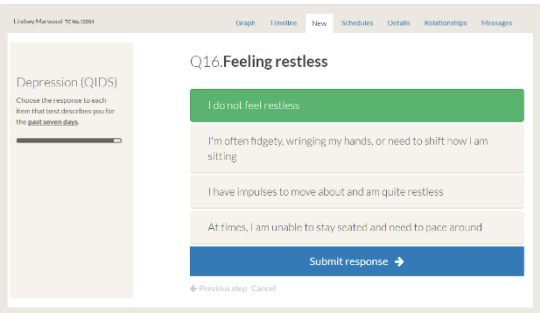 Lindsey Marwood TC No.10204
Graph Timeline New Schedules Details Relationships Messages
Depression (QIDS)
Choose the response to each
item that best describes you for
the past seven days.
Q16.Feeling restless
I do not feel restless
I'm often fidgety, wringing my hands, or need to shift how I am
sitting
I have impulses to move about and am quite restless
At times, I am unable to stay seated and need to pace around
Submit response
Previous step Cancel